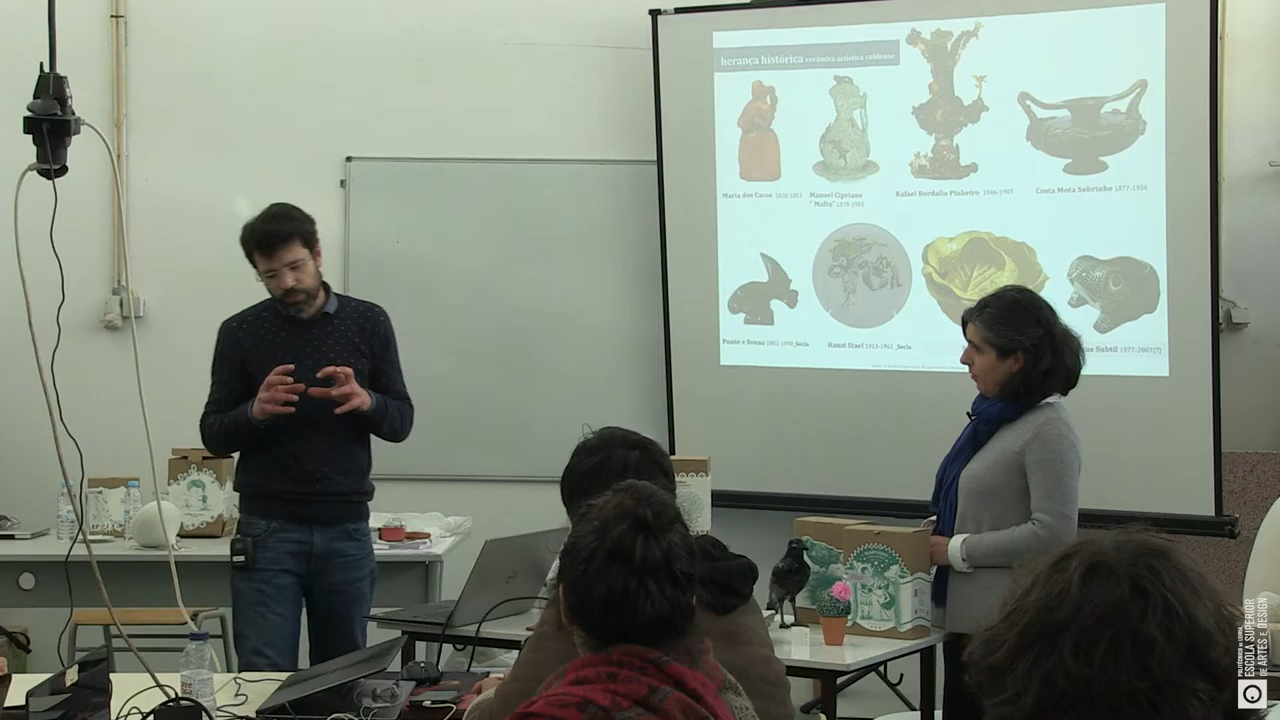 herança histórica cerâmica artística caldense
Maria dos Cacos 1820-1853
Manuel Cipriano
"Mafra" 1829-1905
Rafael Bordallo Pinheiro 1846-1905
Costa Mota Sobrinho 1877-1956
Ponte e Sousa 1902-1990_Secla
Hansi Stael 1913-1961_Secla
Subtil 1977-2007(?)
POLITÉCNICO DE LEIRIA
ESCOLA SUPERIOR
DE ARTES E DESIGN